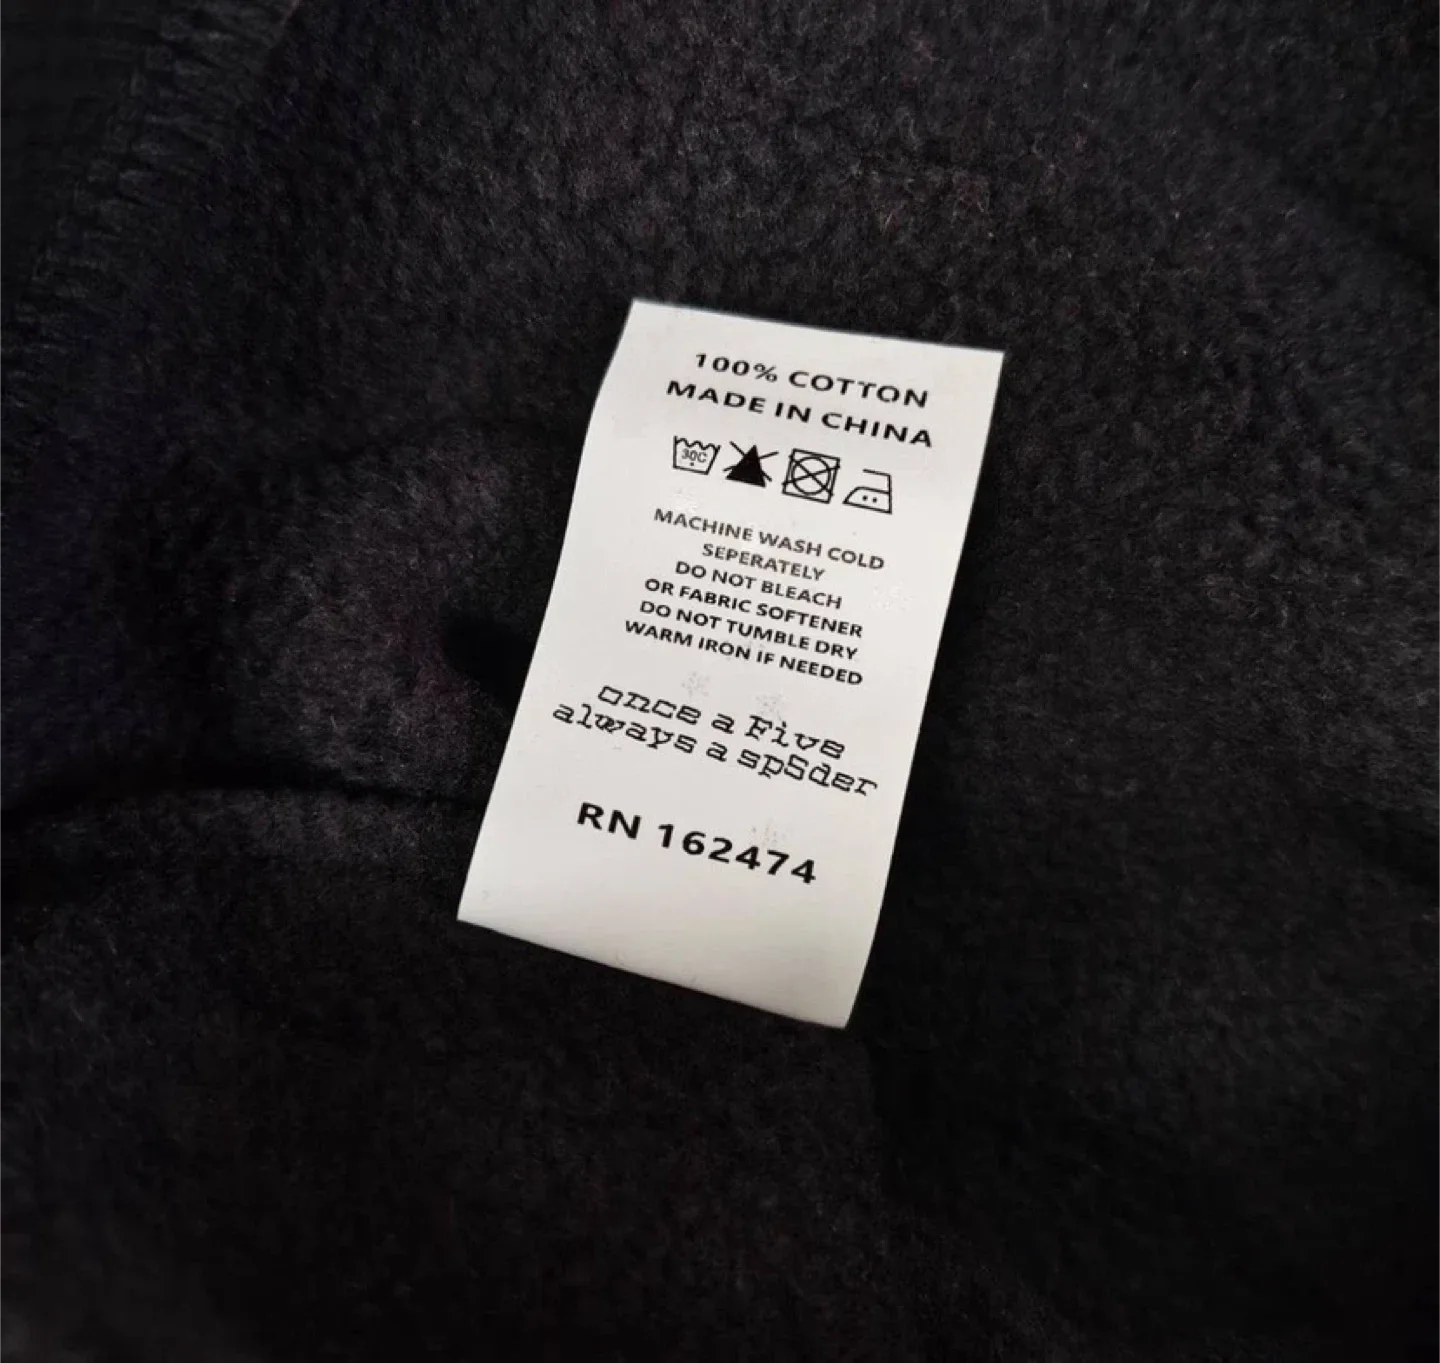 100% COTTON
MADE IN CHINA
30C
MACHINE WASH COLD
SEPERATELY
DO NOT BLEACH
OR FABRIC SOFTENER
DO NOT TUMBLE DRY
WARM IRON IF NEEDED
once a Five
always a sp5der
RN 162474